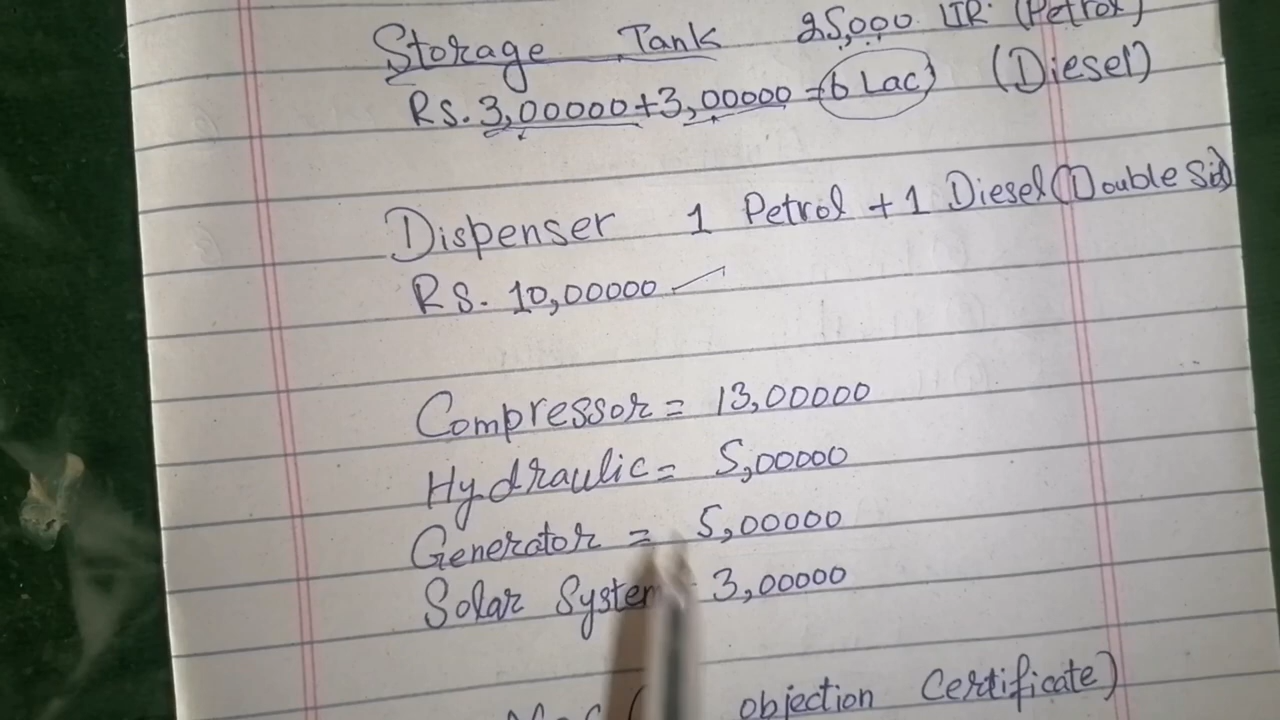 Storage Tank 25,000 LTR (Petrol)
Rs. 3,00000+3,00000 =6 Lac (Diesel)
Dispenser 1 Petrol + 1 Diesel (Double Sid
Rs. 10,00000
Compressor = 13,00000
Hydraulic = 5,00000
Generator = 5,00000
Solar System 3,00000
objection Certificate)